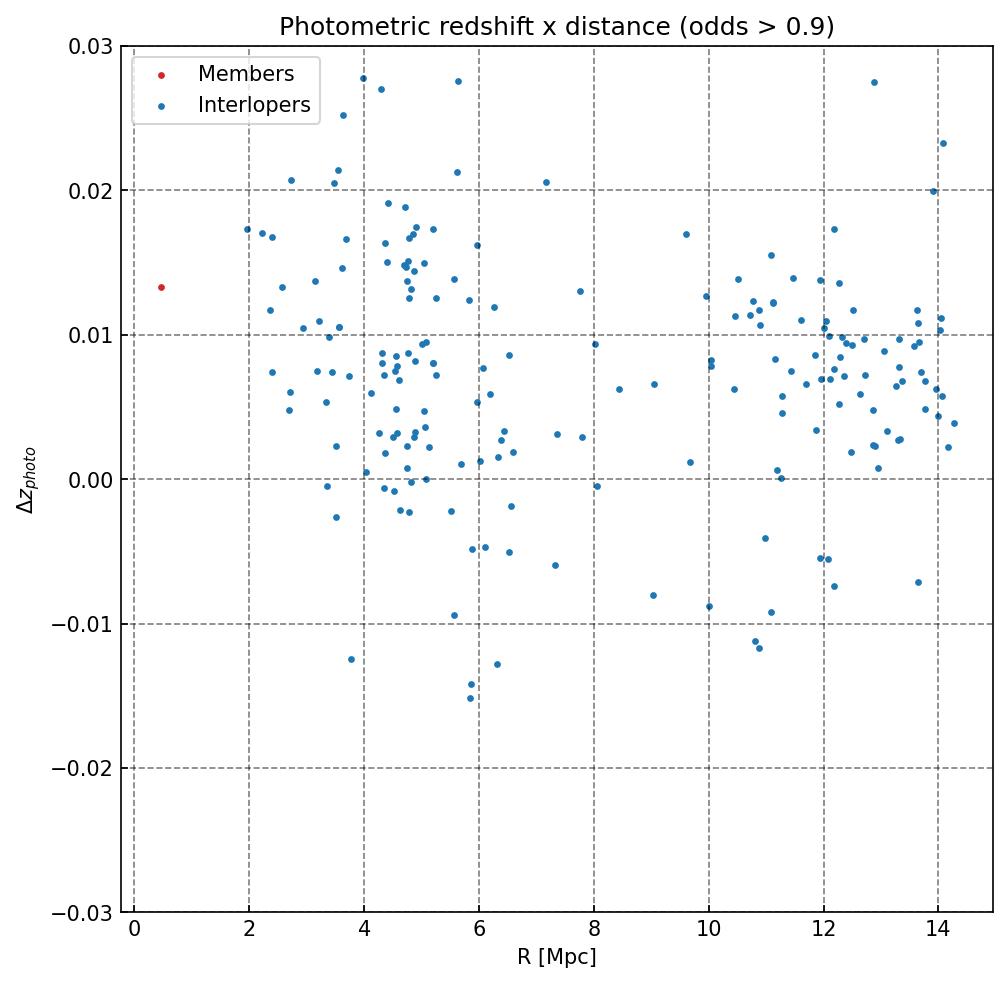 Photometric redshift x distance (odds > 0.9)
Members
Interlopers
0.03
0.02
0.01
0.00
−0.01
−0.02
−0.03
Δz_photo
0 2 4 6 8 10 12 14
R [Mpc]